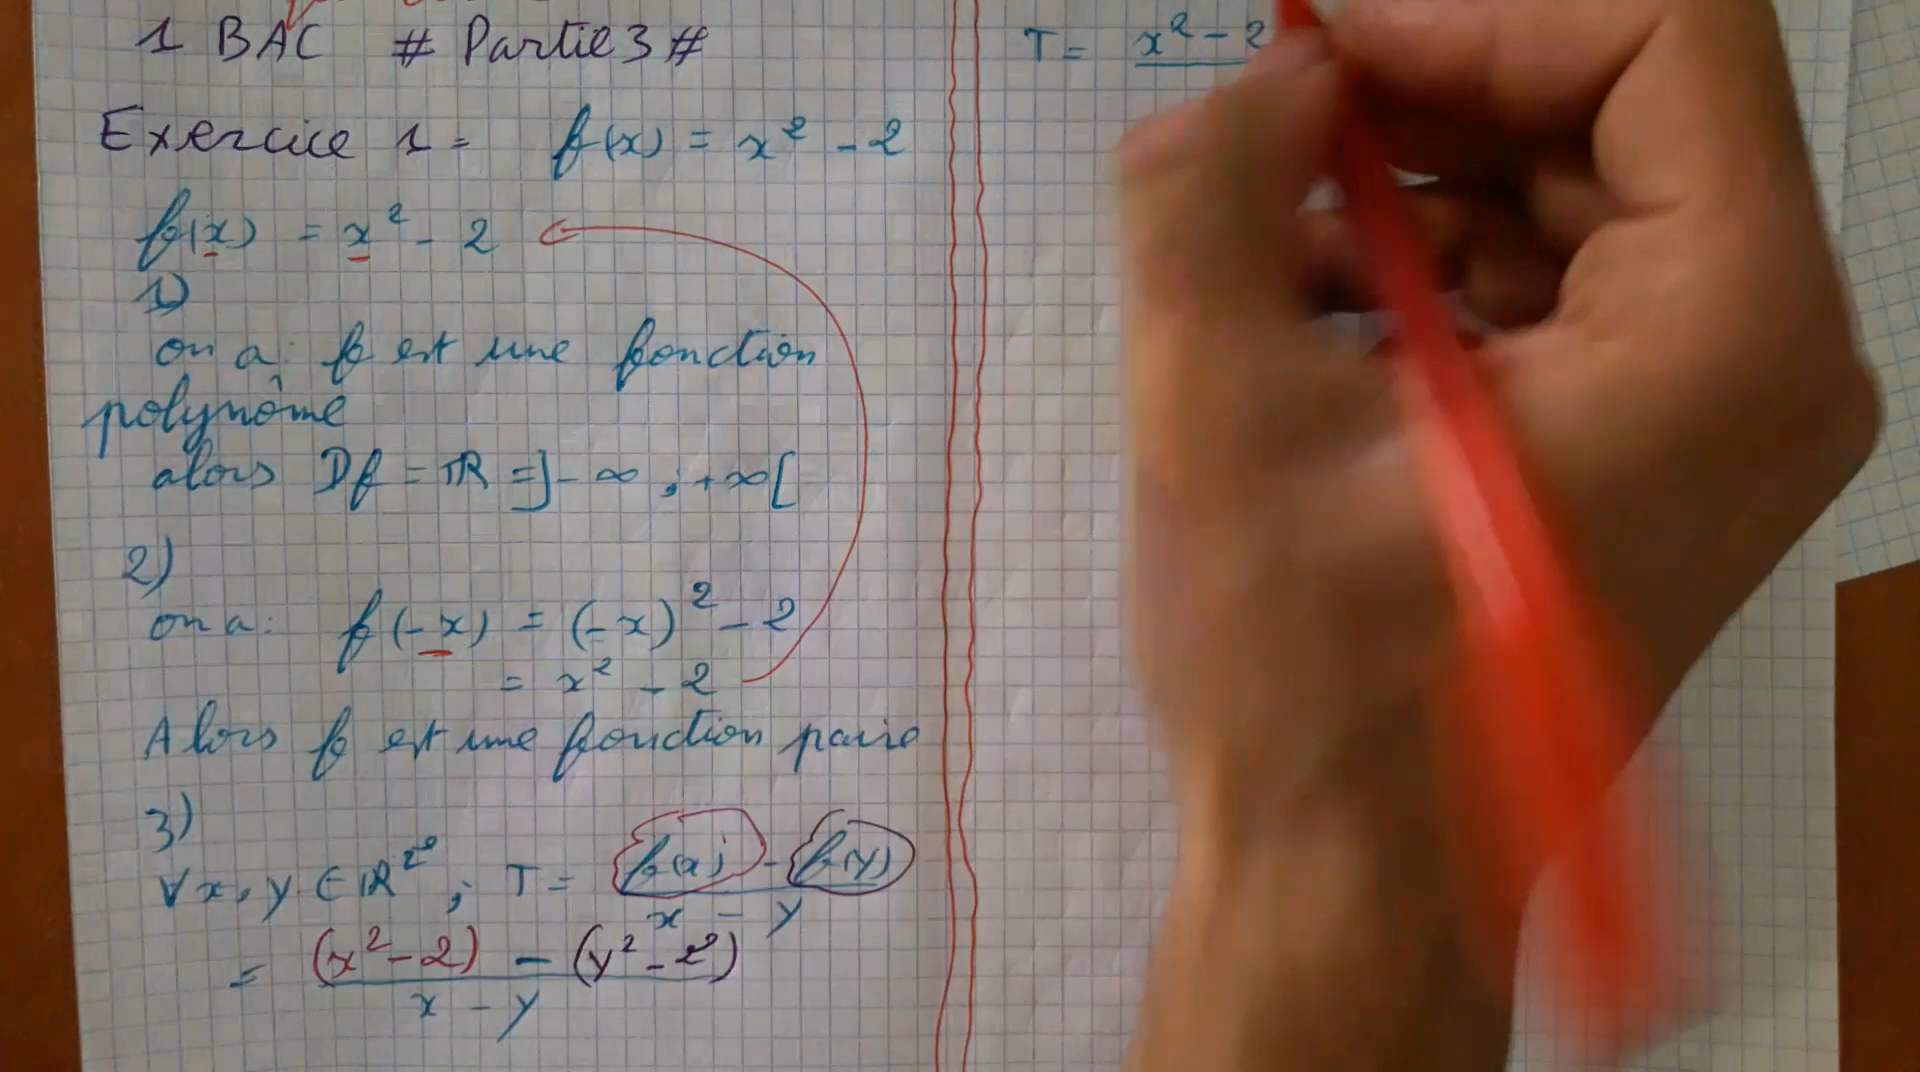 1 BAC # Partie 3 #
Exercice 1 = f(x) = x² - 2
f(x) = x² - 2
1)
on a: f est une fonction
polynôme
alors Df = ℝ = ]-∞ ; +∞[
2)
on a: f(-x) = (-x)² - 2
= x² - 2
Alors f est une fonction paire
3)
∀ x, y ∈ ℝ² ; T = f(x) - f(y)
x - y
= (x² - 2) - (y² - 2)
x - y
T = x² - 2